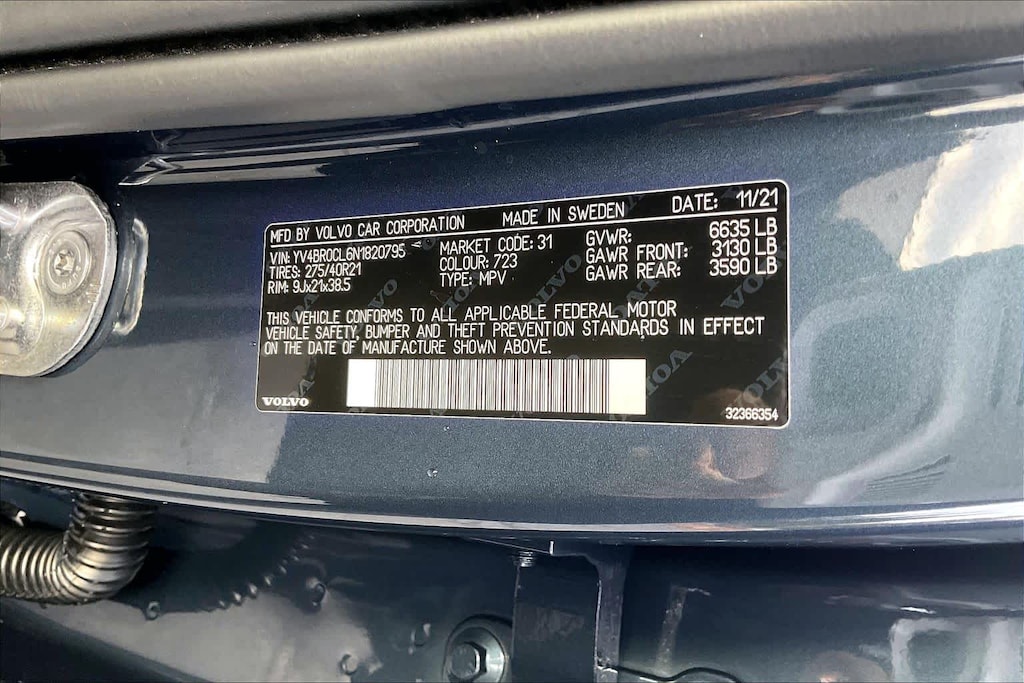 MFD BY VOLVO CAR CORPORATION MADE IN SWEDEN DATE: 11/21
VIN: YV4BR0CL6N1820795 MARKET CODE: 31 GVWR: 6635 LB
TIRES: 275/40R21 COLOUR: 723 GAWR FRONT: 3130 LB
RIM: 9Jx21x38.5 TYPE: MPV GAWR REAR: 3590 LB
THIS VEHICLE CONFORMS TO ALL APPLICABLE FEDERAL MOTOR
VEHICLE SAFETY, BUMPER AND THEFT PREVENTION STANDARDS IN EFFECT
ON THE DATE OF MANUFACTURE SHOWN ABOVE.
VOLVO 32366354